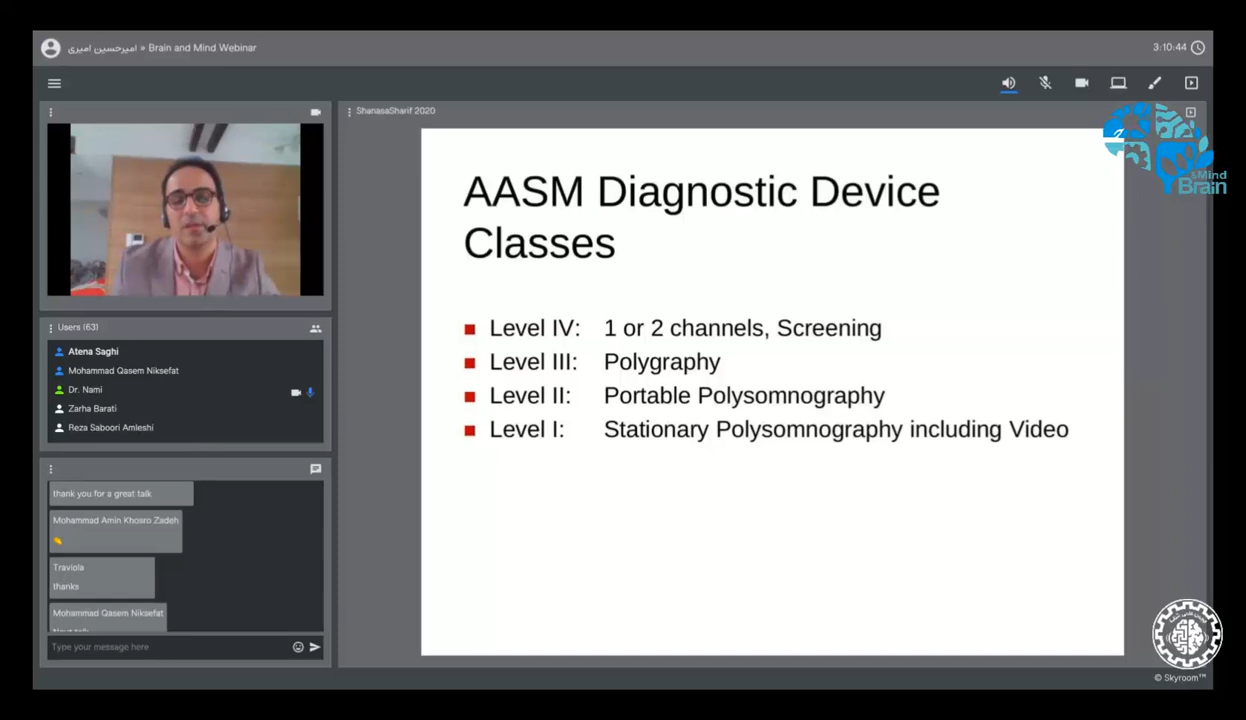 امیرحسین امیری » Brain and Mind Webinar
3:10:44
ShanasaSharif 2020
&Mind
Brain
AASM Diagnostic Device
Classes
Level IV: 1 or 2 channels, Screening
Level III: Polygraphy
Level II: Portable Polysomnography
Level I: Stationary Polysomnography including Video
Users (63)
Atena Saghi
Mohammad Qasem Niksefat
Dr. Nami
Zarha Barati
Reza Saboori Amleshi
thank you for a great talk
Mohammad Amin Khosro Zadeh
Traviola
thanks
Mohammad Qasem Niksefat
Type your message here
© Skyroom™